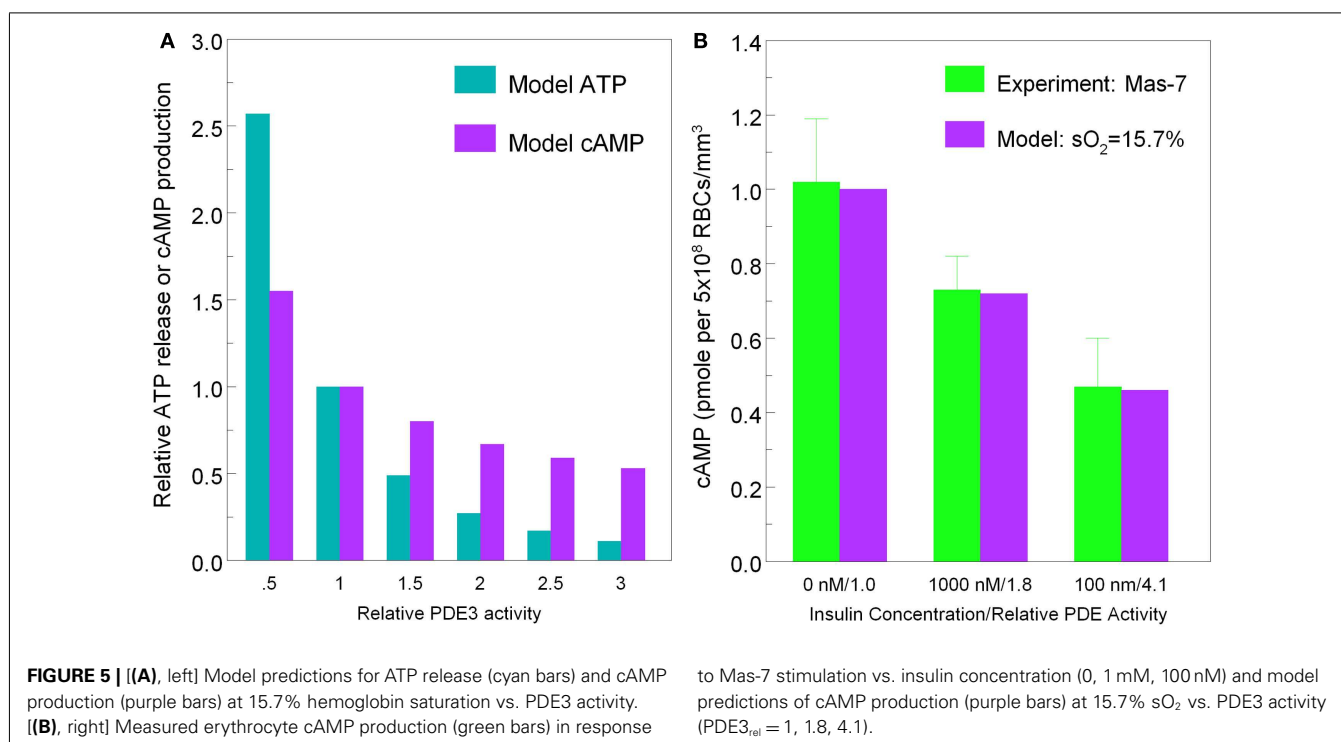 A
Relative ATP release or cAMP production
3.0
2.5
2.0
1.5
1.0
0.5
0.0
Model ATP
Model cAMP
.5 1 1.5 2 2.5 3
Relative PDE3 activity
B
cAMP (pmole per 5x10⁸ RBCs/mm³
1.4
1.2
1.0
0.8
0.6
0.4
0.2
0.0
Experiment: Mas-7
Model: sO₂=15.7%
0 nM/1.0 1000 nM/1.8 100 nm/4.1
Insulin Concentration/Relative PDE Activity
FIGURE 5 | [(A), left] Model predictions for ATP release (cyan bars) and cAMP
production (purple bars) at 15.7% hemoglobin saturation vs. PDE3 activity.
[(B), right] Measured erythrocyte cAMP production (green bars) in response
to Mas-7 stimulation vs. insulin concentration (0, 1 mM, 100 nM) and model
predictions of cAMP production (purple bars) at 15.7% sO₂ vs. PDE3 activity
(PDE3rel = 1, 1.8, 4.1).